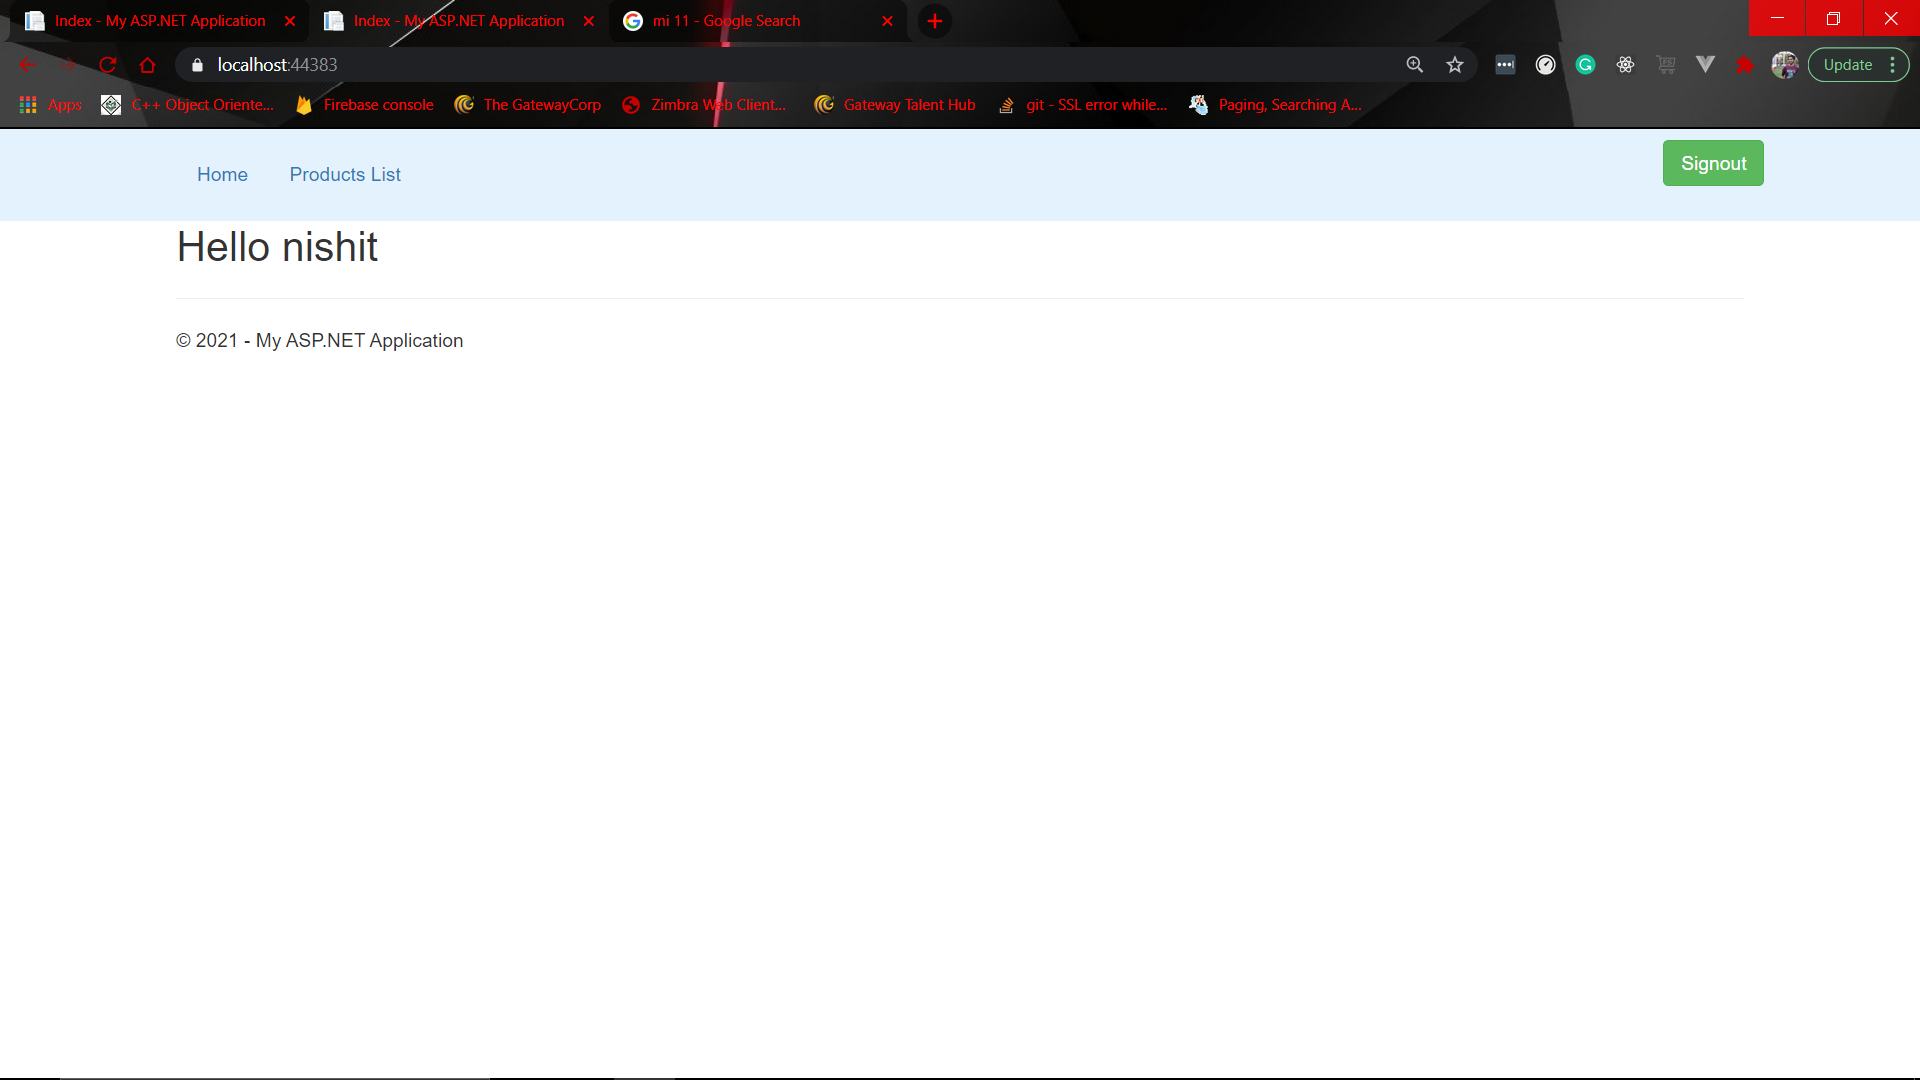 Index - My ASP.NET Application
Index - My ASP.NET Application
mi 11 - Google Search
localhost:44383
Update
Apps
C++ Object Oriente...
Firebase console
The GatewayCorp
Zimbra Web Client...
Gateway Talent Hub
git - SSL error while...
Paging, Searching A...
Home
Products List
Signout
Hello nishit
© 2021 - My ASP.NET Application